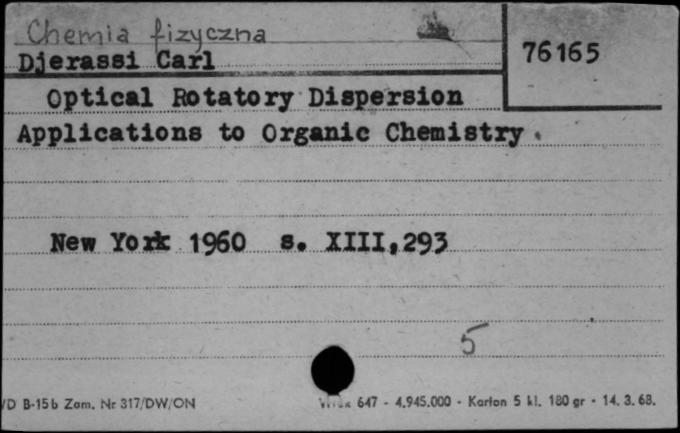 Chemia fizyczna
76165
Djerassi Carl
Optical Rotatory Dispersion
Applications to Organic Chemistry.
New York 1960 s. XIII,293
5
/D B-15b Zam. Nr 317/DW/ON 647 - 4.945.000 - Karton 5 kl. 180 gr - 14. 3. 68.